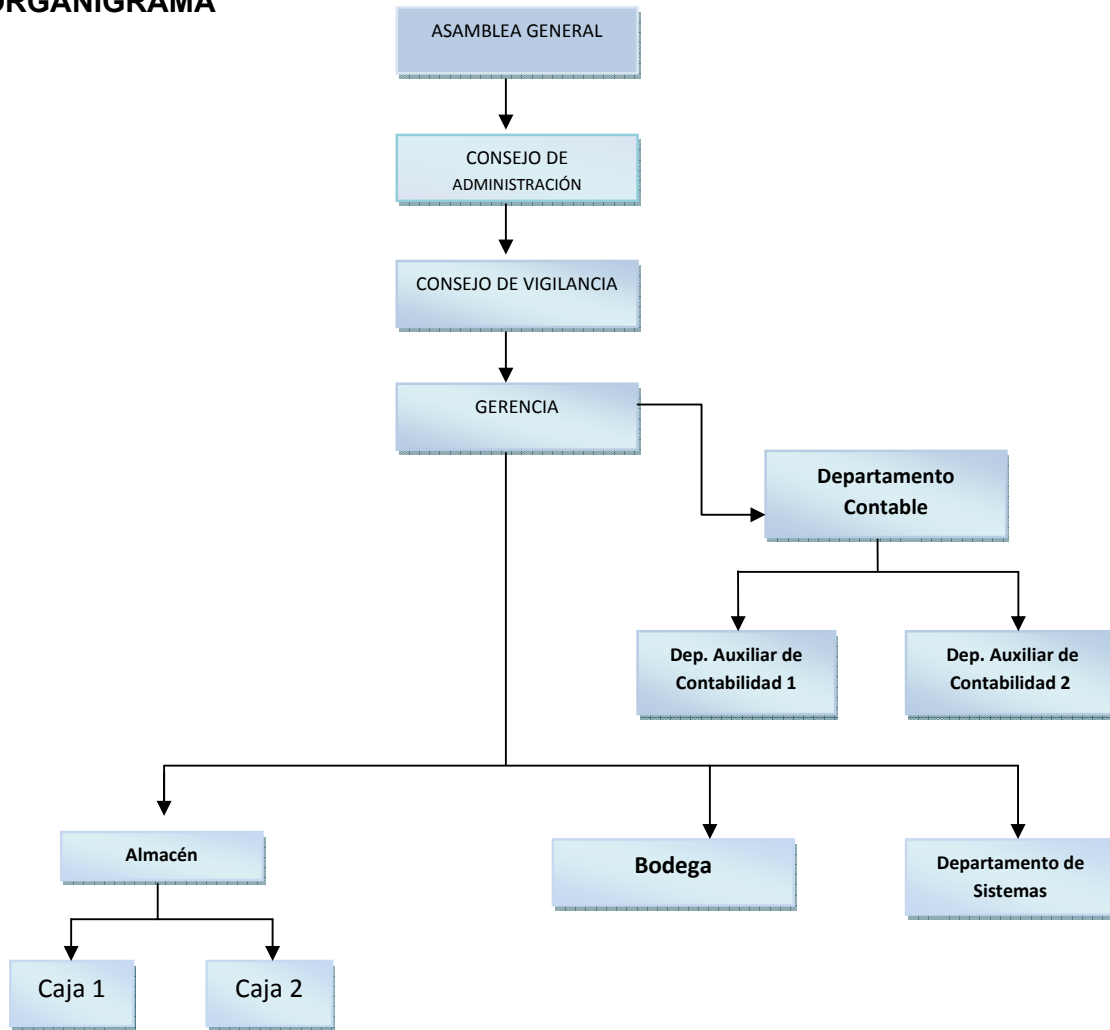 ORGANIGRAMA
ASAMBLEA GENERAL
CONSEJO DE
ADMINISTRACIÓN
CONSEJO DE VIGILANCIA
GERENCIA
Departamento
Contable
Dep. Auxiliar de
Contabilidad 1
Dep. Auxiliar de
Contabilidad 2
Almacén
Bodega
Departamento de
Sistemas
Caja 1
Caja 2